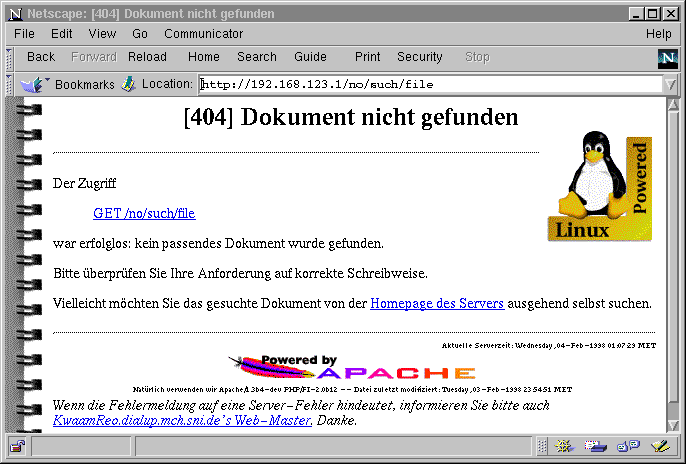 Netscape: [404] Dokument nicht gefunden
File Edit View Go Communicator Help
Back Forward Reload Home Search Guide Print Security Stop
N
Bookmarks Location: http://192.168.123.1/no/such/file
[404] Dokument nicht gefunden
Linux Powered
Der Zugriff
GET /no/such/file
war erfolglos: kein passendes Dokument wurde gefunden.
Bitte überprüfen Sie Ihre Anforderung auf korrekte Schreibweise.
Vielleicht möchten Sie das gesuchte Dokument von der Homepage des Servers ausgehend selbst suchen.
Aktuelle Serverzeit: Wednesday, 04-Feb-1998 01:07:29 MET
Powered by
APACHE
Natürlich verwenden wir Apache/1.3b4-dev PHP/FI-2.0b12 -- Datei zuletzt modifiziert: Tuesday, 03-Feb-1998 23:54:51 MET
Wenn die Fehlermeldung auf eine Server-Fehler hindeutet, informieren Sie bitte auch
KwaamReo.dialup.mch.sni.de's Web-Master, Danke.